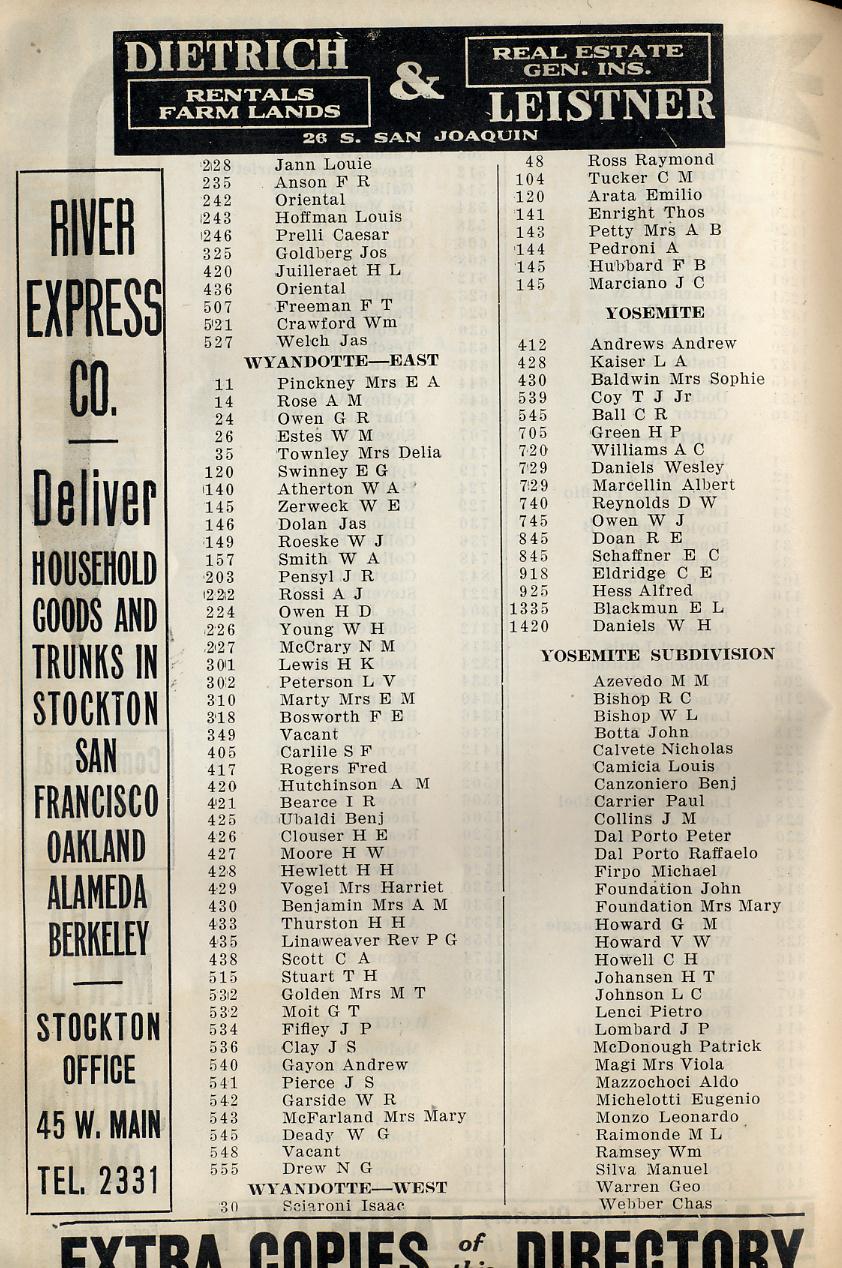 DIETRICH
RENTALS
FARM LANDS
&
REAL ESTATE
GEN. INS.
LEISTNER
26 S. SAN JOAQUIN
RIVER
EXPRESS
CO.
Deliver
HOUSEHOLD
GOODS AND
TRUNKS IN
STOCKTON
SAN
FRANCISCO
OAKLAND
ALAMEDA
BERKELEY
STOCKTON
OFFICE
45 W. MAIN
TEL. 2331
228 Jann Louie
235 Anson F R
242 Oriental
243 Hoffman Louis
246 Prelli Caesar
325 Goldberg Jos
420 Juilleraet H L
436 Oriental
507 Freeman F T
521 Crawford Wm
527 Welch Jas
WYANDOTTE—EAST
11 Pinckney Mrs E A
14 Rose A M
24 Owen G R
26 Estes W M
35 Townley Mrs Delia
120 Swinney E G
140 Atherton W A
145 Zerweck W E
146 Dolan Jas
149 Roeske W J
157 Smith W A
203 Pensyl J R
222 Rossi A J
224 Owen H D
226 Young W H
227 McCrary N M
301 Lewis H K
302 Peterson L V
310 Marty Mrs E M
318 Bosworth F E
349 Vacant
405 Carlile S F
417 Rogers Fred
420 Hutchinson A M
421 Bearce I R
425 Ubaldi Benj
426 Clouser H E
427 Moore H W
428 Hewlett H H
429 Vogel Mrs Harriet
430 Benjamin Mrs A M
433 Thurston H H
435 Linaweaver Rev P G
438 Scott C A
515 Stuart T H
532 Golden Mrs M T
532 Moit G T
534 Fifley J P
536 Clay J S
540 Gayon Andrew
541 Pierce J S
542 Garside W R
543 McFarland Mrs Mary
545 Deady W G
548 Vacant
555 Drew N G
WYANDOTTE—WEST
30 Sciaroni Isaac
48 Ross Raymond
104 Tucker C M
120 Arata Emilio
141 Enright Thos
143 Petty Mrs A B
144 Pedroni A
145 Hubbard F B
145 Marciano J C
YOSEMITE
412 Andrews Andrew
428 Kaiser L A
430 Baldwin Mrs Sophie
539 Coy T J Jr
545 Ball C R
705 Green H P
720 Williams A C
729 Daniels Wesley
729 Marcellin Albert
740 Reynolds D W
745 Owen W J
845 Doan R E
845 Schaffner E C
918 Eldridge C E
925 Hess Alfred
1335 Blackmun E L
1420 Daniels W H
YOSEMITE SUBDIVISION
Azevedo M M
Bishop R C
Bishop W L
Botta John
Calvete Nicholas
Camicia Louis
Canzoniero Benj
Carrier Paul
Collins J M
Dal Porto Peter
Dal Porto Raffaelo
Firpo Michael
Foundation John
Foundation Mrs Mary
Howard G M
Howard V W
Howell C H
Johansen H T
Johnson L C
Lenci Pietro
Lombard J P
McDonough Patrick
Magi Mrs Viola
Mazzochoci Aldo
Michelotti Eugenio
Monzo Leonardo
Raimonde M L
Ramsey Wm
Silva Manuel
Warren Geo
Webber Chas
EXTRA COPIES of DIRECTORY